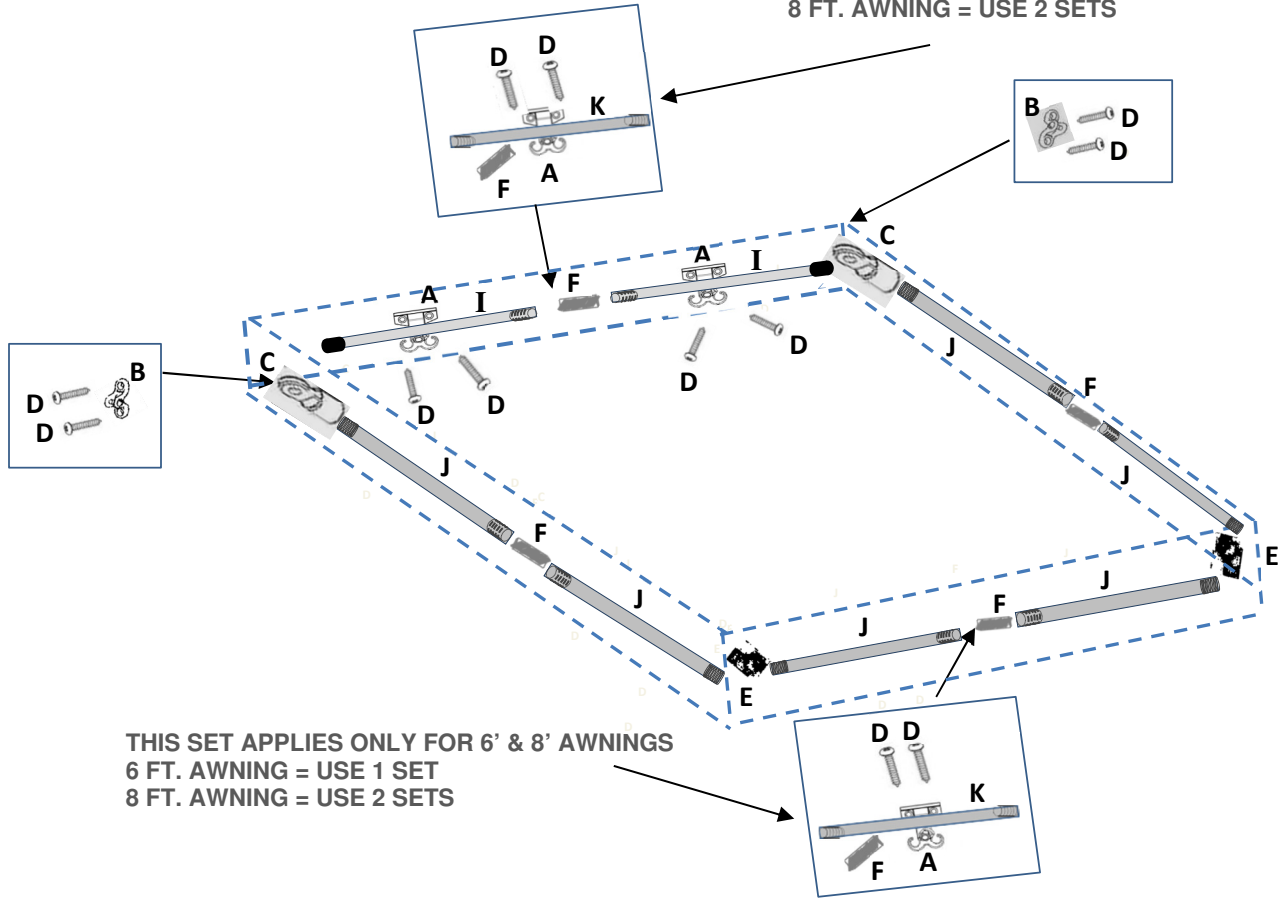 8 FT. AWNING = USE 2 SETS
D D
K
F A
B D
D
C
A I
F
A I
D D
D D
J
F
J
E
C
D B
D
J
F
J
E
J F J
THIS SET APPLIES ONLY FOR 6' & 8' AWNINGS
6 FT. AWNING = USE 1 SET
8 FT. AWNING = USE 2 SETS
D D
K
F A